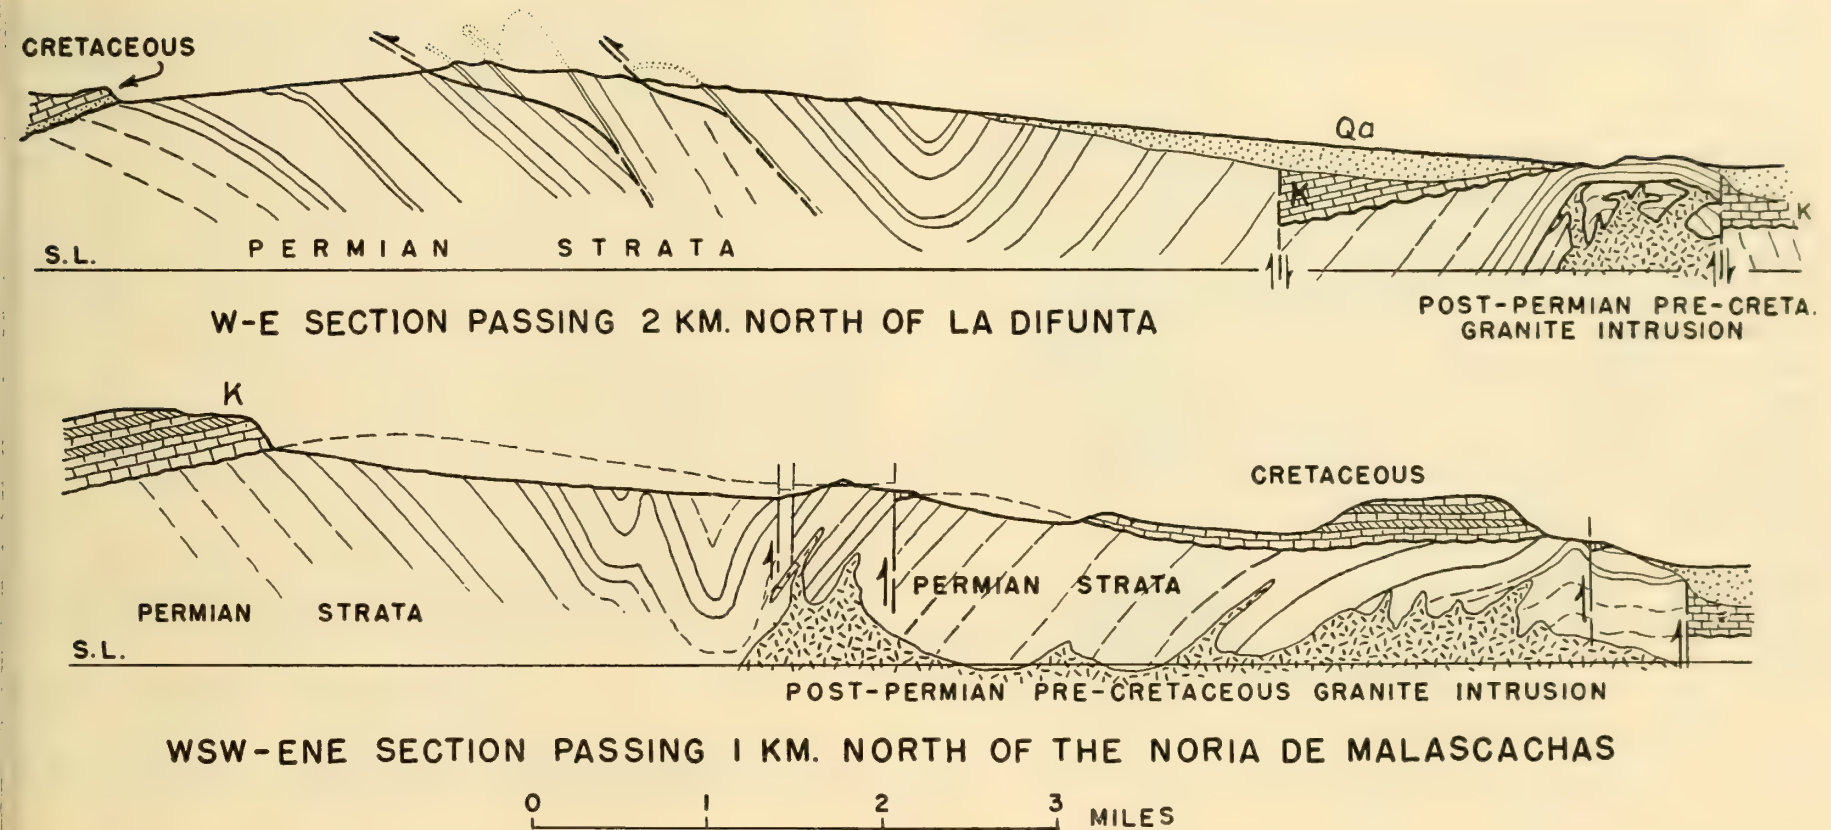 CRETACEOUS
Qa
K
K
S.L.
PERMIAN STRATA
POST-PERMIAN PRE-CRETA.
GRANITE INTRUSION
W-E SECTION PASSING 2 KM. NORTH OF LA DIFUNTA
K
CRETACEOUS
PERMIAN STRATA
PERMIAN STRATA
S.L.
POST-PERMIAN PRE-CRETACEOUS GRANITE INTRUSION
WSW-ENE SECTION PASSING 1 KM. NORTH OF THE NORIA DE MALASCACHAS
0 1 2 3 MILES